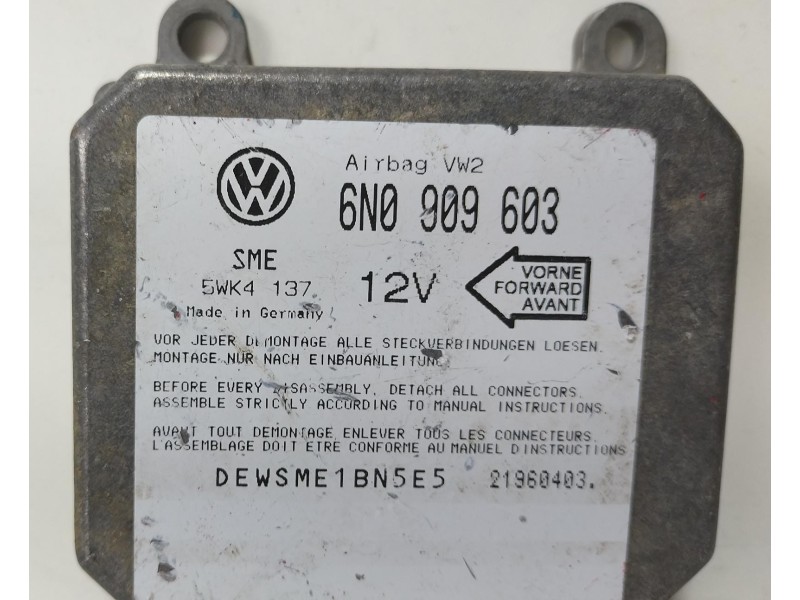 Airbag VW2
6N0 909 603
SME
5WK4 137
12V
VORNE
FORWARD
AVANT
Made in Germany
VOR JEDER DEMONTAGE ALLE STECKVERBINDUNGEN LOESEN.
MONTAGE NUR NACH EINBAUANLEITUNG
BEFORE EVERY DISASSEMBLY, DETACH ALL CONNECTORS.
ASSEMBLE STRICTLY ACCORDING TO MANUAL INSTRUCTIONS.
AVANT TOUT DEMONTAGE ENLEVER TOUS LES CONNECTEURS.
L'ASSEMBLAGE DOIT ETRE CONFORME AU MANUEL D'INSTRUCTIONS
DEWSME1BN5E5 21960403.